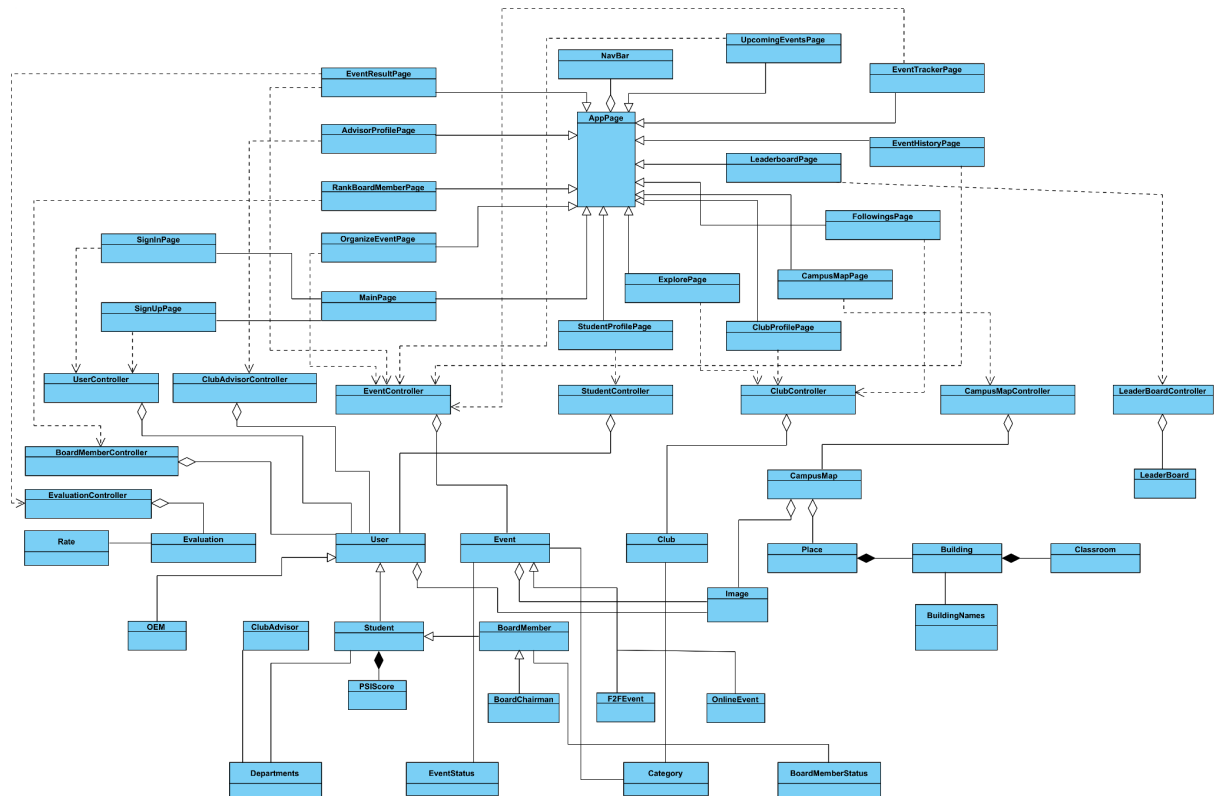 UpcomingEventsPage
NavBar
EventResultPage
EventTrackerPage
AppPage
AdvisorProfilePage
EventHistoryPage
LeaderboardPage
RankBoardMemberPage
FollowingsPage
SignInPage
OrganizeEventPage
ExplorePage
CampusMapPage
MainPage
SignUpPage
StudentProfilePage
ClubProfilePage
UserController
ClubAdvisorController
EventController
StudentController
ClubController
CampusMapController
LeaderBoardController
BoardMemberController
CampusMap
LeaderBoard
EvaluationController
Rate
Evaluation
User
Event
Club
Place
Building
Classroom
Image
BuildingNames
OEM
ClubAdvisor
Student
BoardMember
PSIScore
BoardChairman
F2FEvent
OnlineEvent
Departments
EventStatus
Category
BoardMemberStatus